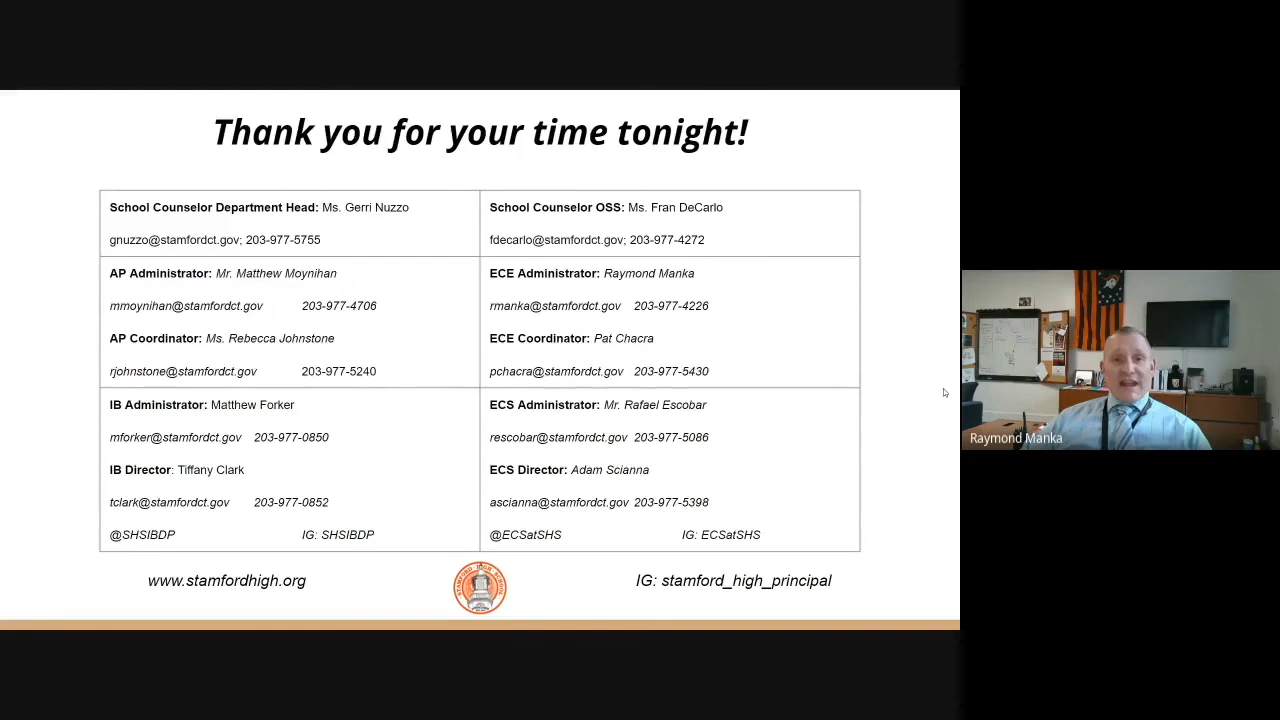 Thank you for your time tonight!
School Counselor Department Head: Ms. Gerri Nuzzo
gnuzzo@stamfordct.gov; 203-977-5755
School Counselor OSS: Ms. Fran DeCarlo
fdecarlo@stamfordct.gov; 203-977-4272
AP Administrator: Mr. Matthew Moynihan
mmoynihan@stamfordct.gov 203-977-4706
AP Coordinator: Ms. Rebecca Johnstone
rjohnstone@stamfordct.gov 203-977-5240
ECE Administrator: Raymond Manka
rmanka@stamfordct.gov 203-977-4226
ECE Coordinator: Pat Chacra
pchacra@stamfordct.gov 203-977-5430
IB Administrator: Matthew Forker
mforker@stamfordct.gov 203-977-0850
IB Director: Tiffany Clark
tclark@stamfordct.gov 203-977-0852
@SHSIBDP IG: SHSIBDP
ECS Administrator: Mr. Rafael Escobar
rescobar@stamfordct.gov 203-977-5086
ECS Director: Adam Scianna
ascianna@stamfordct.gov 203-977-5398
@ECSatSHS IG: ECSatSHS
www.stamfordhigh.org
STAMFORD HIGH SCHOOL
IG: stamford_high_principal
Raymond Manka